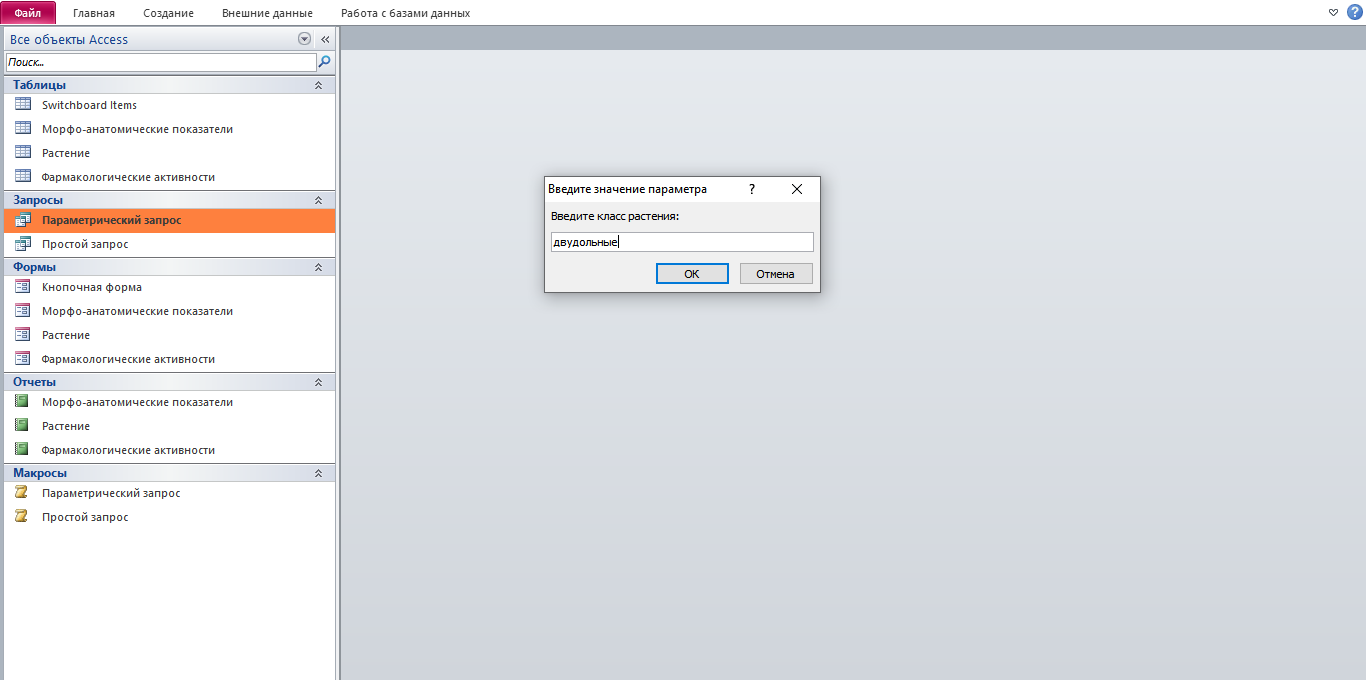 Файл Главная Создание Внешние данные Работа с базами данных
Все объекты Access
Поиск...
Таблицы
Switchboard Items
Морфо-анатомические показатели
Растение
Фармакологические активности
Запросы
Параметрический запрос
Простой запрос
Формы
Кнопочная форма
Морфо-анатомические показатели
Растение
Фармакологические активности
Отчеты
Морфо-анатомические показатели
Растение
Фармакологические активности
Макросы
Параметрический запрос
Простой запрос
Введите значение параметра ?
Введите класс растения:
двудольные
ОК Отмена